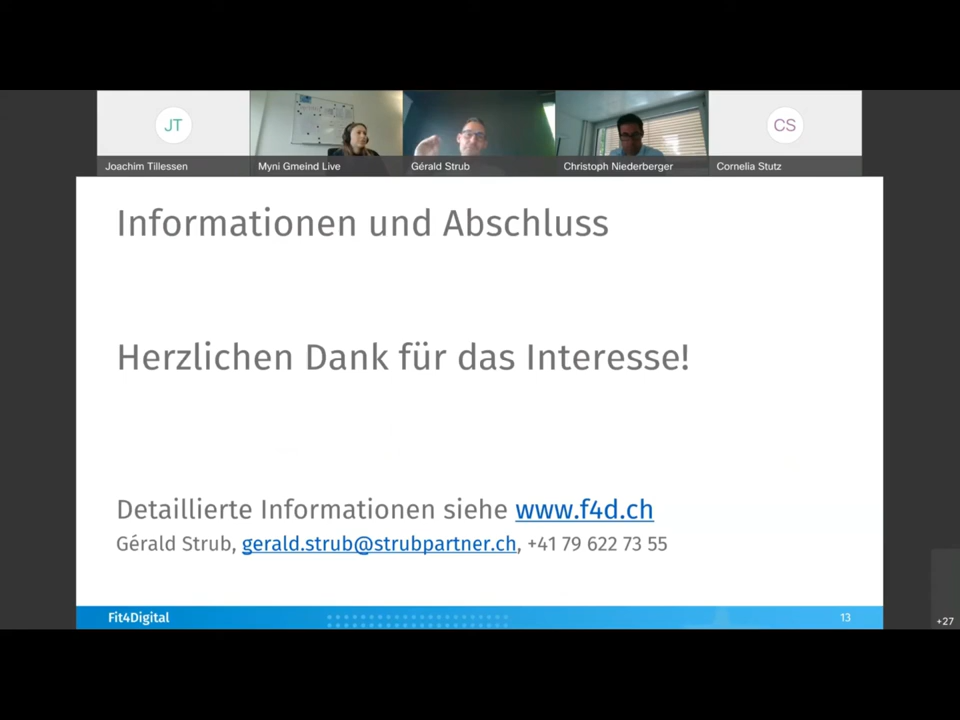 JT
CS
Joachim Tillessen
Myni Gmeind Live
Gérald Strub
Christoph Niederberger
Cornelia Stutz
Informationen und Abschluss
Herzlichen Dank für das Interesse!
Detaillierte Informationen siehe www.f4d.ch
Gérald Strub, gerald.strub@strubpartner.ch, +41 79 622 73 55
Fit4Digital
13
+27